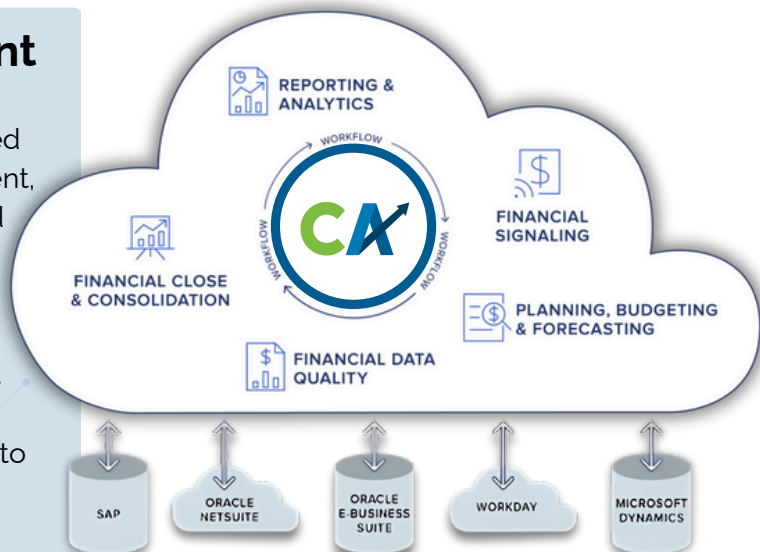 nt
ed
ent,
d
to
REPORTING &
ANALYTICS
WORKFLOW
WORKFLOW
WORKFLOW
CA
FINANCIAL
SIGNALING
FINANCIAL CLOSE
& CONSOLIDATION
PLANNING, BUDGETING
& FORECASTING
FINANCIAL DATA
QUALITY
SAP
ORACLE
NETSUITE
ORACLE
E-BUSINESS
SUITE
WORKDAY
MICROSOFT
DYNAMICS